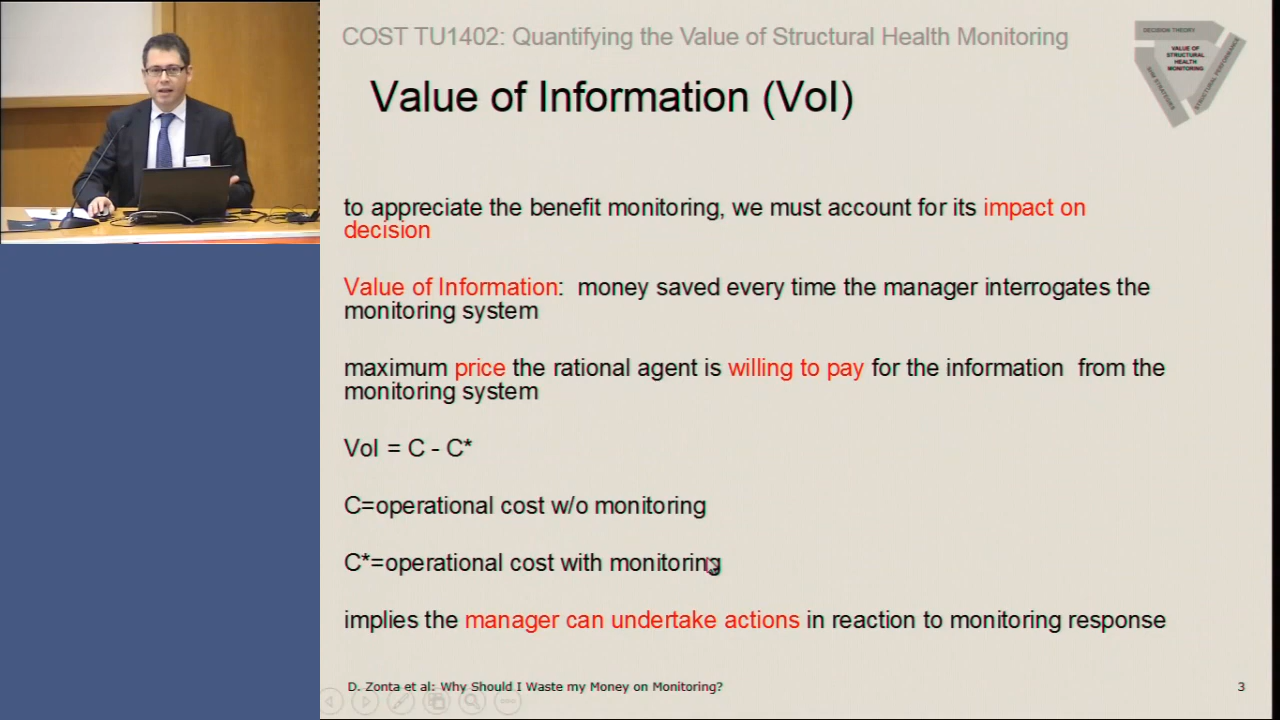 COST TU1402: Quantifying the Value of Structural Health Monitoring
DECISION THEORY
VALUE OF
STRUCTURAL
HEALTH
MONITORING
SHM STRATEGIES
STRUCTURAL PERFORMANCE
Value of Information (VoI)
to appreciate the benefit monitoring, we must account for its impact on
decision
Value of Information:  money saved every time the manager interrogates the
monitoring system
maximum price the rational agent is willing to pay for the information  from the
monitoring system
VoI = C - C*
C=operational cost w/o monitoring
C*=operational cost with monitoring
implies the manager can undertake actions in reaction to monitoring response
D. Zonta et al: Why Should I Waste my Money on Monitoring?
3